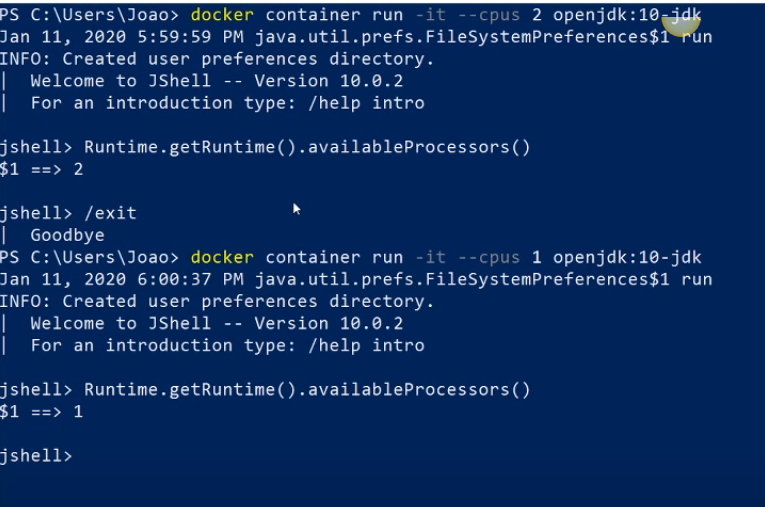 PS C:\Users\Joao> docker container run -it --cpus 2 openjdk:10-jdk
Jan 11, 2020 5:59:59 PM java.util.prefs.FileSystemPreferences$1 run
INFO: Created user preferences directory.
|  Welcome to JShell -- Version 10.0.2
|  For an introduction type: /help intro
jshell> Runtime.getRuntime().availableProcessors()
$1 ==> 2
jshell> /exit
|  Goodbye
PS C:\Users\Joao> docker container run -it --cpus 1 openjdk:10-jdk
Jan 11, 2020 6:00:37 PM java.util.prefs.FileSystemPreferences$1 run
INFO: Created user preferences directory.
|  Welcome to JShell -- Version 10.0.2
|  For an introduction type: /help intro
jshell> Runtime.getRuntime().availableProcessors()
$1 ==> 1
jshell>